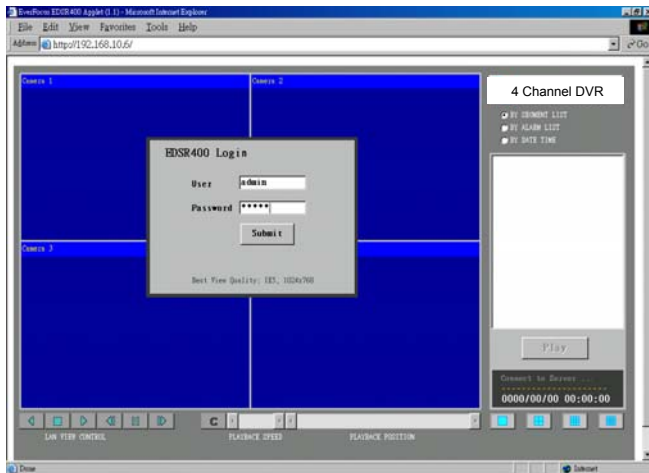 EverFocus EDSR400 Applet (1.1) - Microsoft Internet Explorer
File Edit View Favorites Tools Help
Address http://192.168.10.6/ Go
Camera 1
Camera 2
4 Channel DVR
BY SEGMENT LIST
BY ALARM LIST
BY DATE TIME
EDSR400 Login
User admin
Password •••••
Submit
Best View Quality: IE5, 1024x768
Camera 3
Play
Connect to Server ...
0000/00/00 00:00:00
C
LAN VIEW CONTROL
PLAYBACK SPEED
PLAYBACK POSITION
Done
Internet